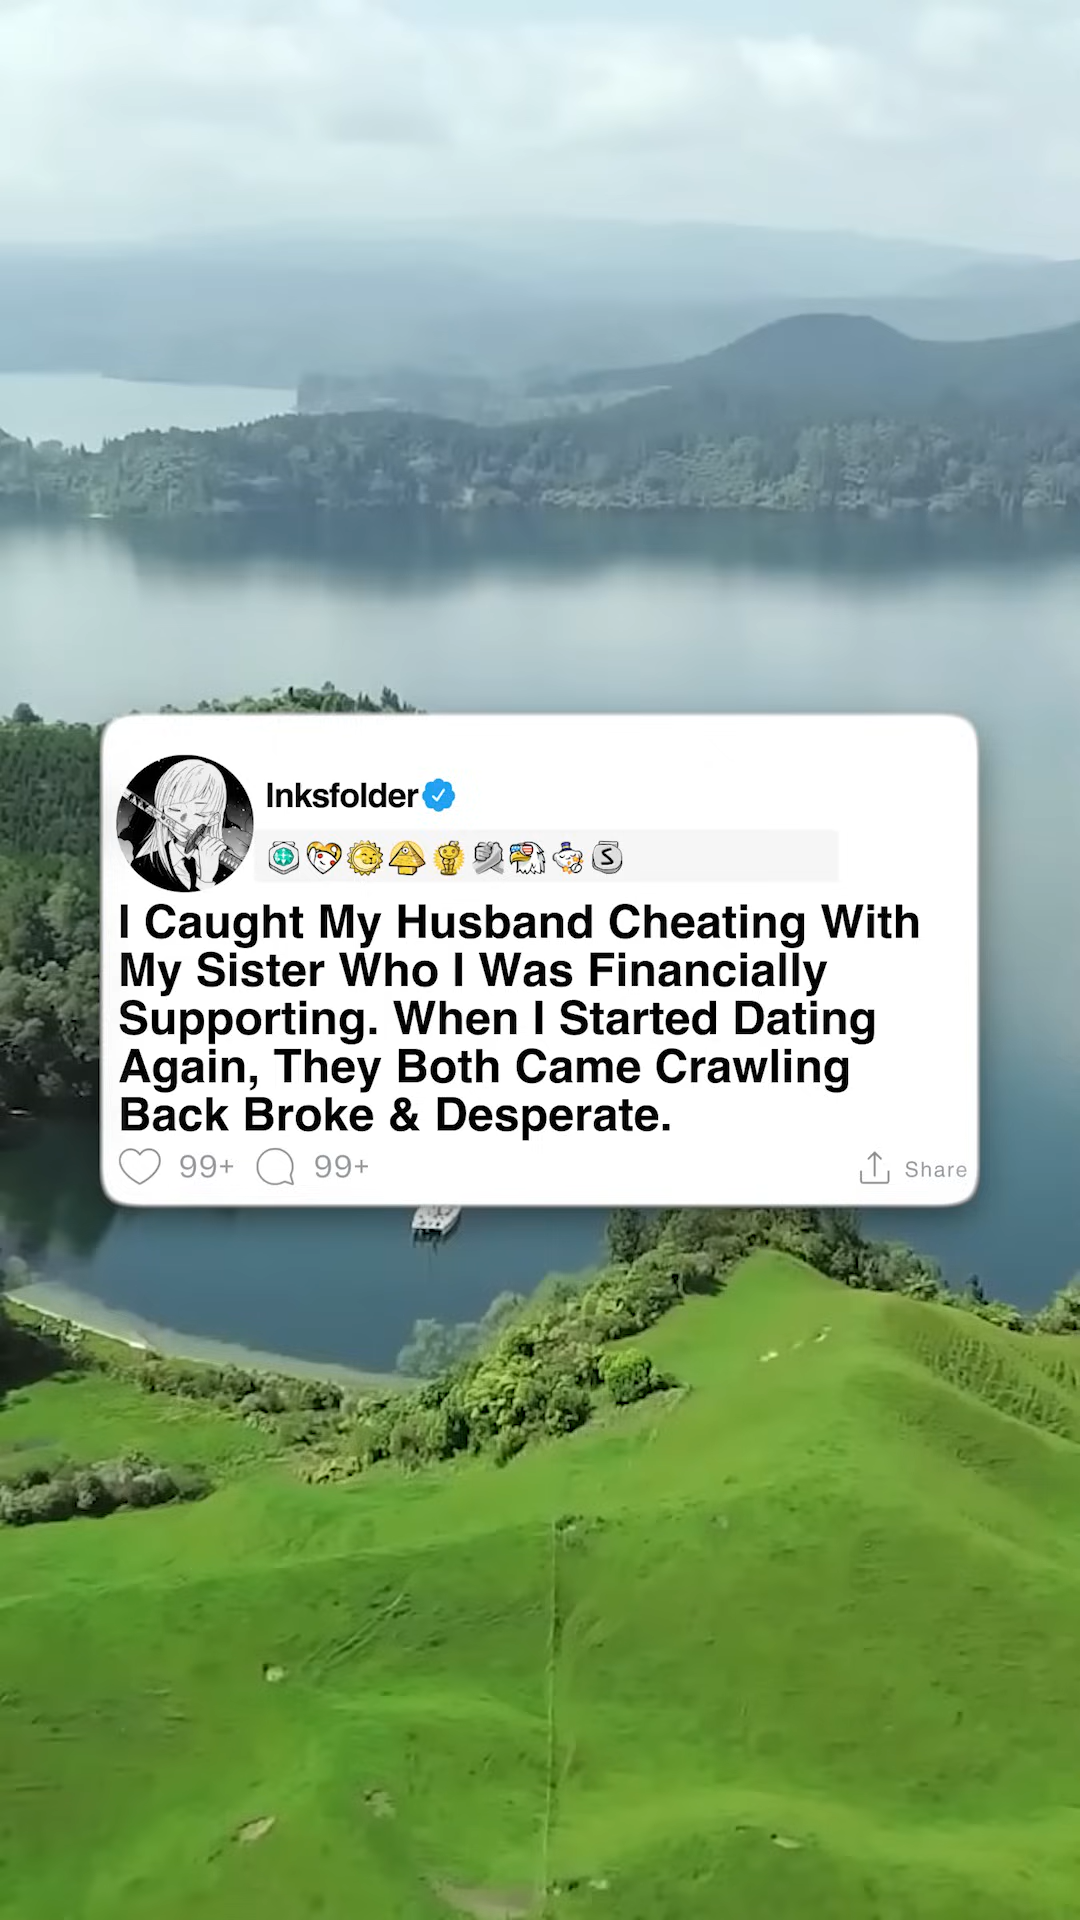 Inksfolder
S
I Caught My Husband Cheating With
My Sister Who I Was Financially
Supporting. When I Started Dating
Again, They Both Came Crawling
Back Broke & Desperate.
99+ 99+ Share